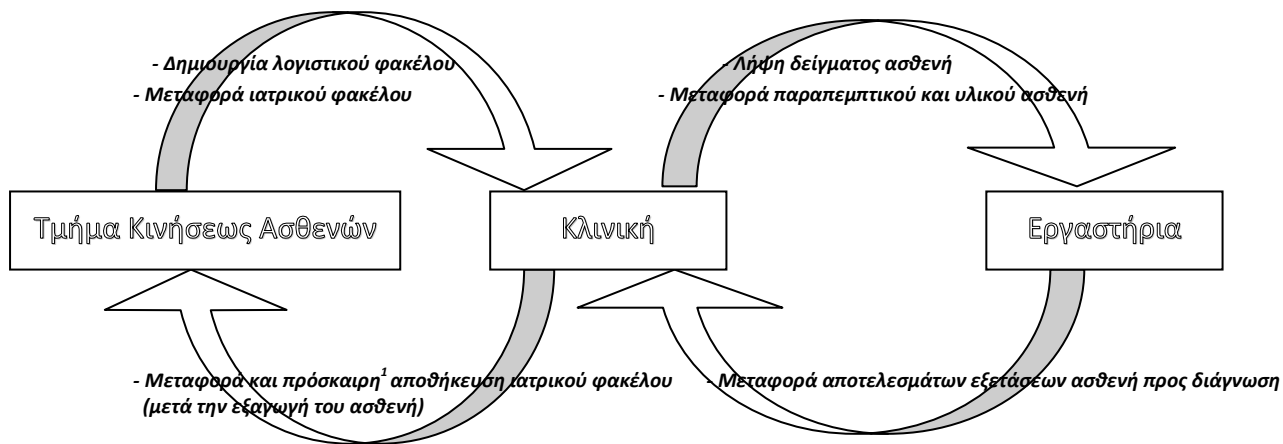 - Δημιουργία λογιστικού φακέλου
- Μεταφορά ιατρικού φακέλου
- Λήψη δείγματος ασθενή
- Μεταφορά παραπεμπτικού και υλικού ασθενή
Τμήμα Κινήσεως Ασθενών
Κλινική
Εργαστήρια
- Μεταφορά και πρόσκαιρη¹ αποθήκευση ιατρικού φακέλου
(μετά την εξαγωγή του ασθενή)
- Μεταφορά αποτελεσμάτων εξετάσεων ασθενή προς διάγνωση